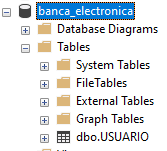 banca_electronica
Database Diagrams
Tables
System Tables
FileTables
External Tables
Graph Tables
dbo.USUARIO